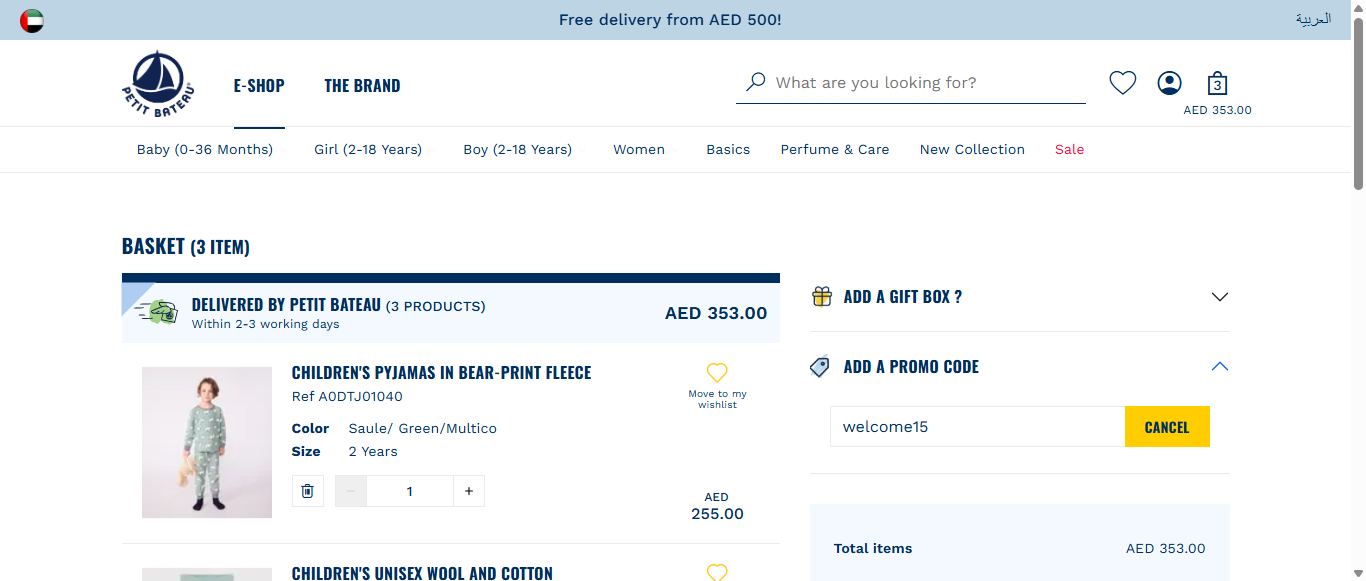 Free delivery from AED 500!
العربية
PETIT BATEAU
E-SHOP
THE BRAND
What are you looking for?
3
AED 353.00
Baby (0-36 Months)
Girl (2-18 Years)
Boy (2-18 Years)
Women
Basics
Perfume & Care
New Collection
Sale
BASKET (3 ITEM)
DELIVERED BY PETIT BATEAU (3 PRODUCTS)
Within 2-3 working days
AED 353.00
CHILDREN'S PYJAMAS IN BEAR-PRINT FLEECE
Ref A0DTJ01040
Color Saule/ Green/Multico
Size 2 Years
− 1 +
Move to my
wishlist
AED
255.00
CHILDREN'S UNISEX WOOL AND COTTON
ADD A GIFT BOX ?
ADD A PROMO CODE
welcome15
CANCEL
Total items AED 353.00